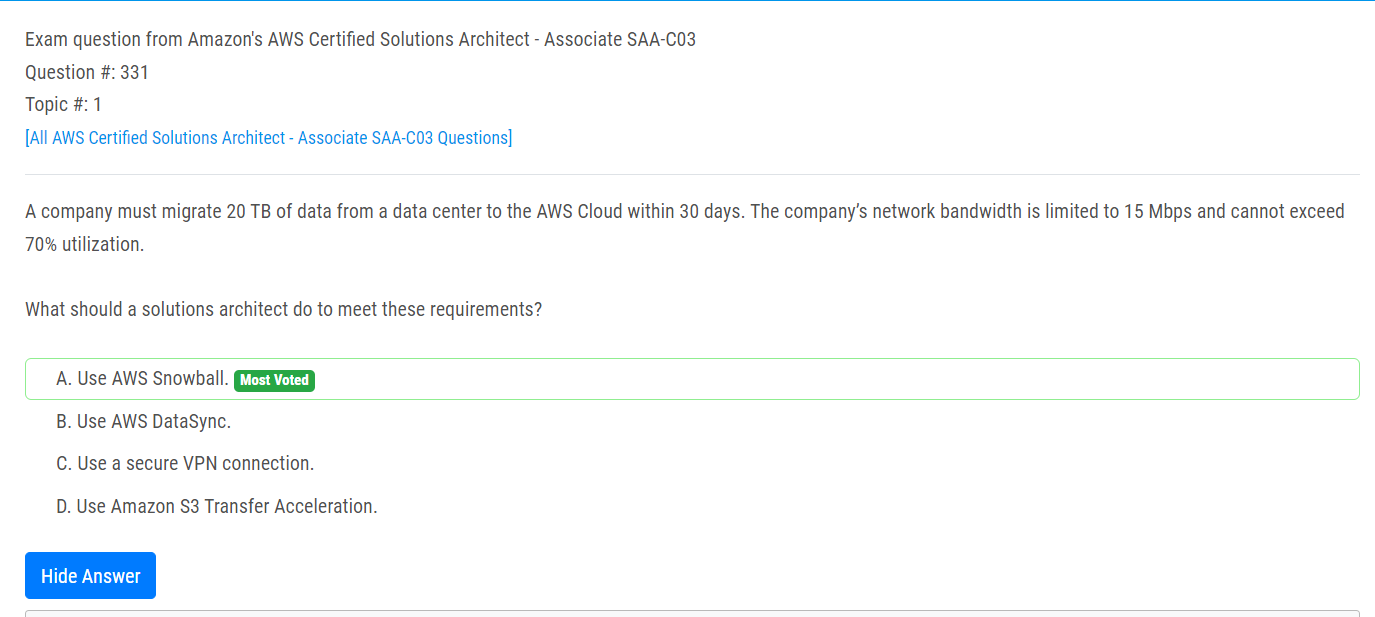 Exam question from Amazon's AWS Certified Solutions Architect - Associate SAA-C03
Question #: 331
Topic #: 1
[All AWS Certified Solutions Architect - Associate SAA-C03 Questions]
A company must migrate 20 TB of data from a data center to the AWS Cloud within 30 days. The company’s network bandwidth is limited to 15 Mbps and cannot exceed
70% utilization.
What should a solutions architect do to meet these requirements?
A. Use AWS Snowball. Most Voted
B. Use AWS DataSync.
C. Use a secure VPN connection.
D. Use Amazon S3 Transfer Acceleration.
Hide Answer